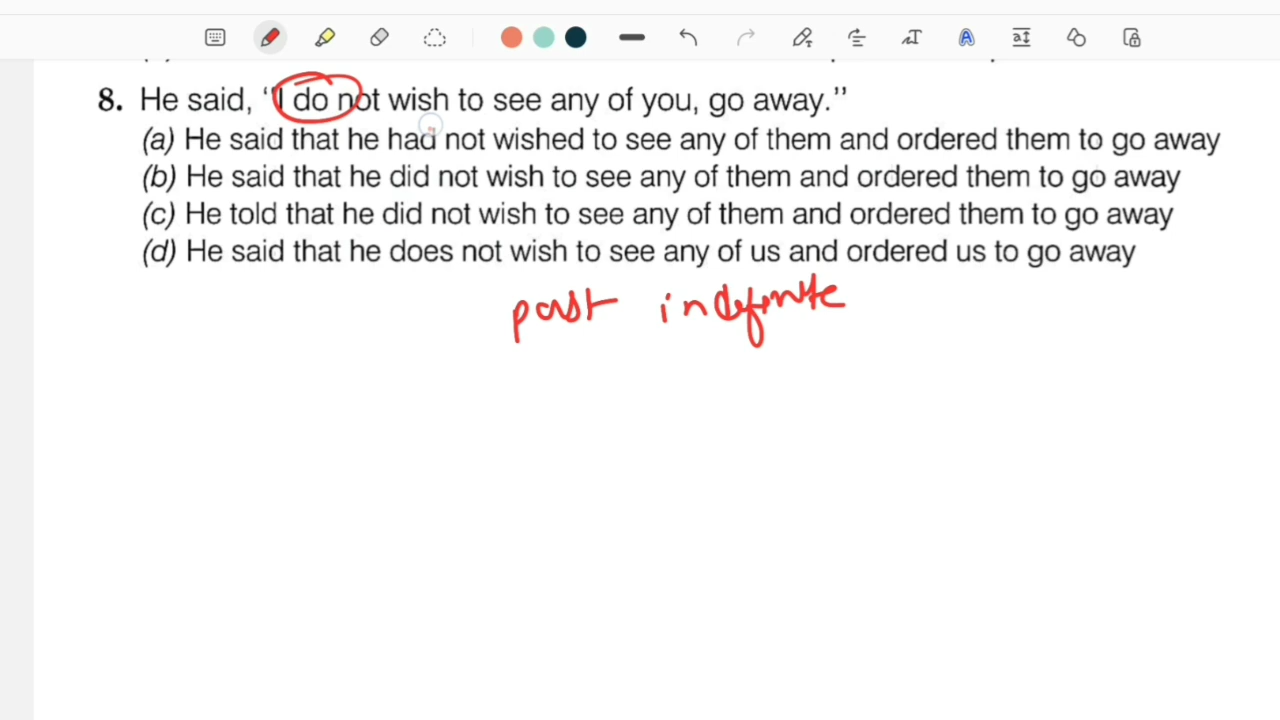 8. He said, "I do not wish to see any of you, go away."
(a) He said that he had not wished to see any of them and ordered them to go away
(b) He said that he did not wish to see any of them and ordered them to go away
(c) He told that he did not wish to see any of them and ordered them to go away
(d) He said that he does not wish to see any of us and ordered us to go away
past indefinite